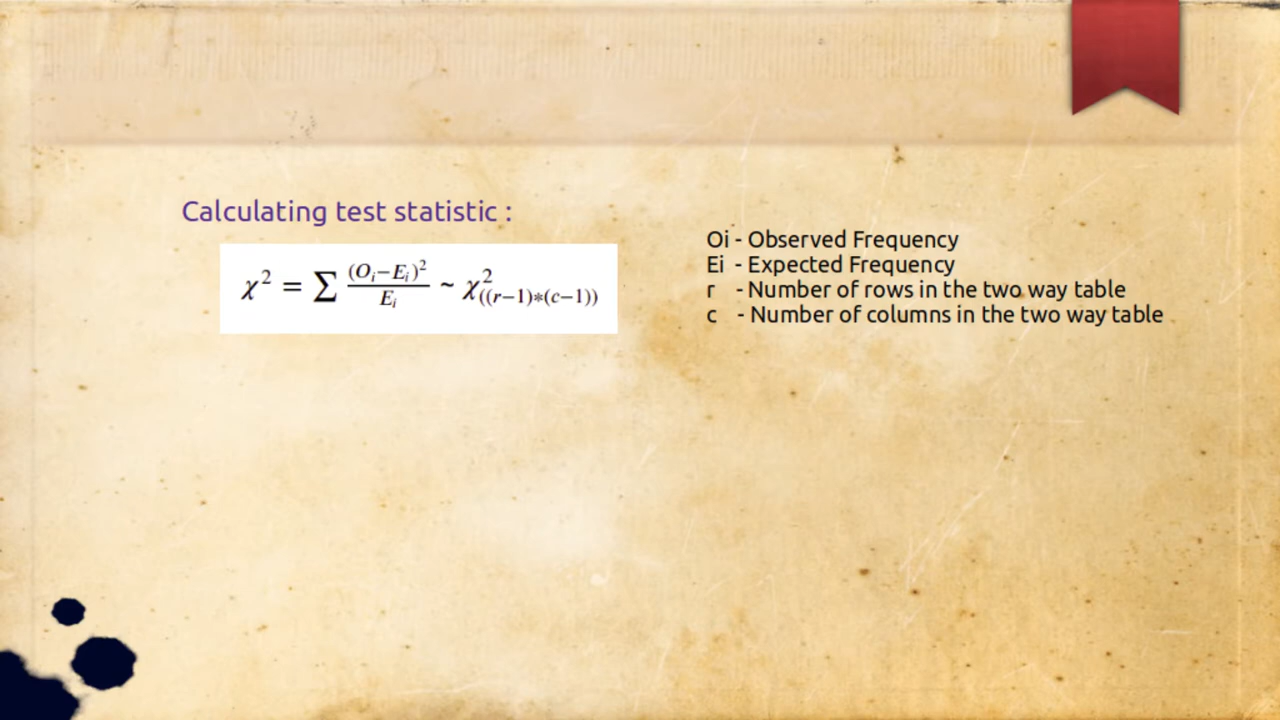 Calculating test statistic :
χ² = ∑ (Oᵢ−Eᵢ)² / Eᵢ ~ χ²₍₍r−1)*(c−1))
Oi - Observed Frequency
Ei - Expected Frequency
r - Number of rows in the two way table
c - Number of columns in the two way table